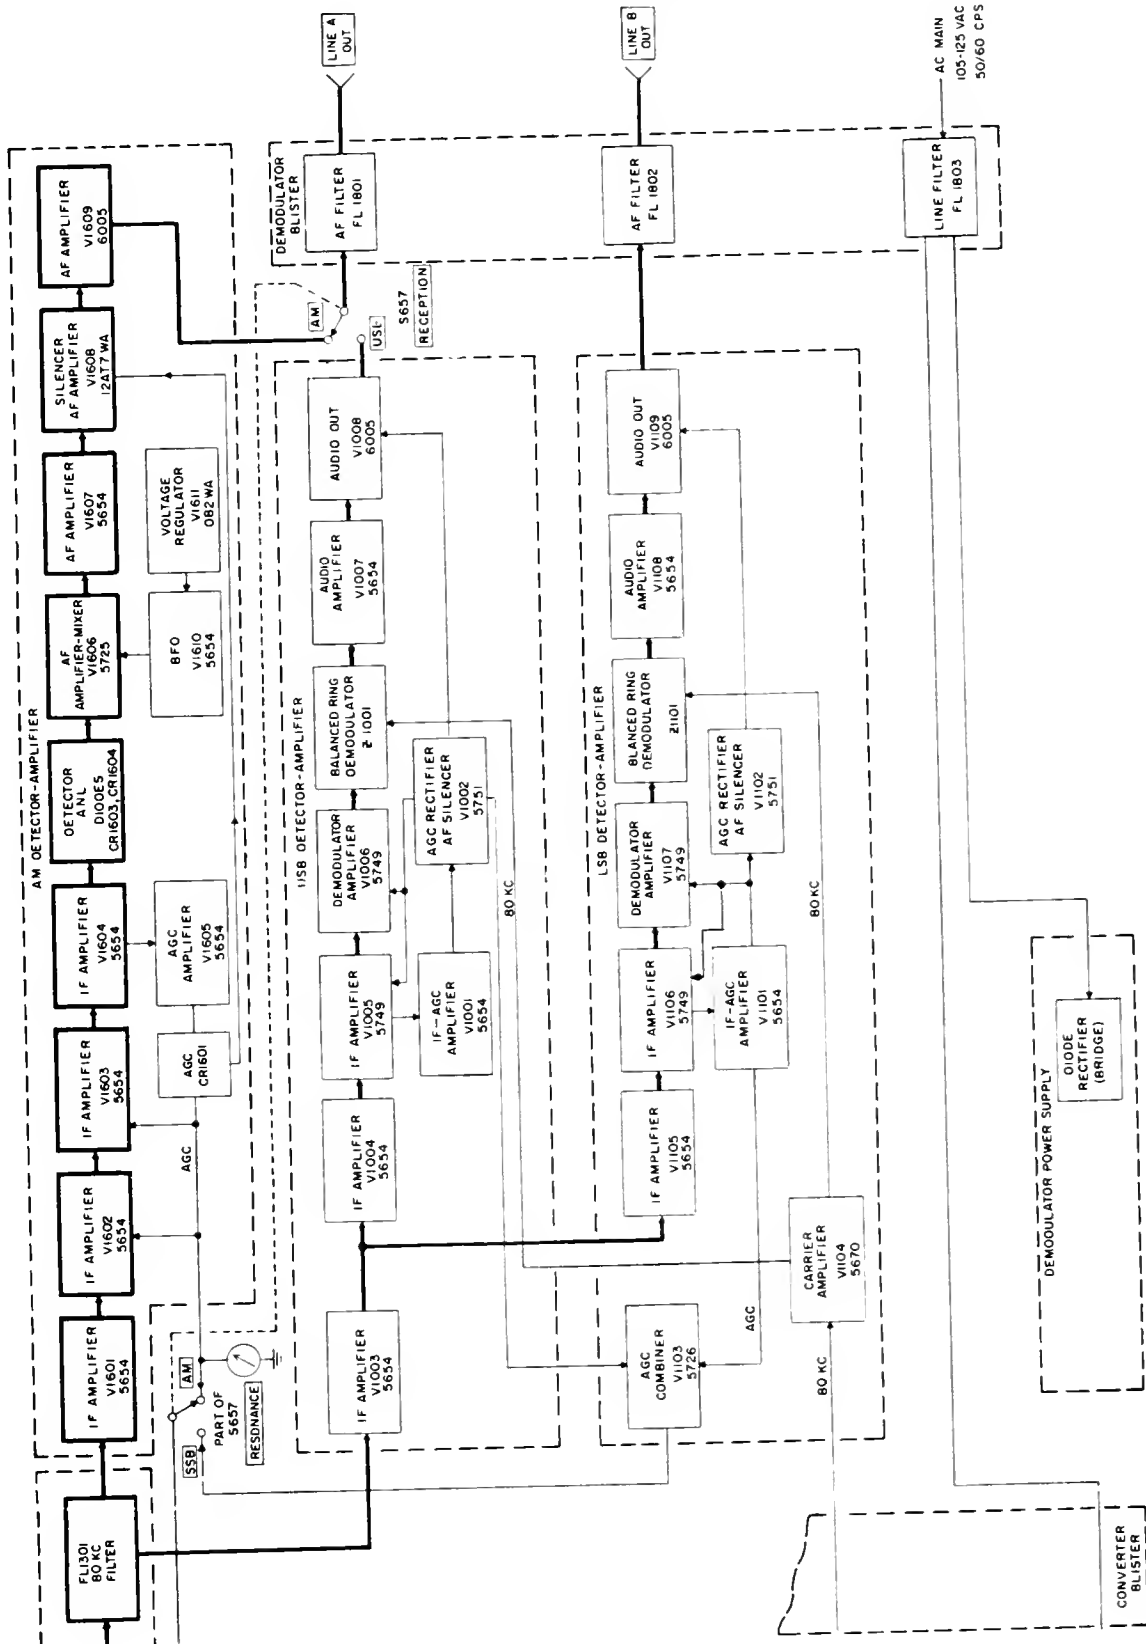 AM DETECTOR-AMPLIFIER
FL1301
80 KC
FILTER
IF AMPLIFIER
V1601
5654
IF AMPLIFIER
V1602
5654
IF AMPLIFIER
V1603
5654
IF AMPLIFIER
V1604
5654
DETECTOR
ANL
DIODES
CR1603, CR1604
AF
AMPLIFIER-MIXER
V1606
5725
AF AMPLIFIER
V1607
5654
SILENCER
AF AMPLIFIER
V1608
12AT7 WA
AF AMPLIFIER
V1609
6005
AGC
AGC
CR1601
AGC
AMPLIFIER
V1605
5654
BFO
V1610
5654
VOLTAGE
REGULATOR
V1611
OB2 WA
SSB
AM
PART OF
S657
RESONANCE
AM
USB
S657
RECEPTION
DEMODULATOR
BLISTER
AF FILTER
FL 1801
LINE A
OUT
USB DETECTOR-AMPLIFIER
IF AMPLIFIER
V1003
5654
IF AMPLIFIER
V1004
5654
IF AMPLIFIER
V1005
5749
DEMODULATOR
AMPLIFIER
V1006
5749
BALANCED RING
DEMODULATOR
Z1001
AUDIO
AMPLIFIER
V1007
5654
AUDIO OUT
V1008
6005
IF-AGC
AMPLIFIER
V1001
5654
AGC RECTIFIER
AF SILENCER
V1002
5751
80 KC
AF FILTER
FL 1802
LINE B
OUT
LSB DETECTOR-AMPLIFIER
IF AMPLIFIER
V1105
5654
IF AMPLIFIER
V1106
5749
DEMODULATOR
AMPLIFIER
V1107
5749
BLANCED RING
DEMODULATOR
Z1101
AUDIO
AMPLIFIER
V1108
5654
AUDIO OUT
V1109
6005
IF-AGC
AMPLIFIER
V1101
5654
AGC RECTIFIER
AF SILENCER
V1102
5751
AGC
COMBINER
V1103
5726
AGC
CARRIER
AMPLIFIER
V1104
5670
80 KC
80 KC
LINE FILTER
FL 1803
AC MAIN
105-125 VAC
50/60 CPS
DEMODULATOR POWER SUPPLY
DIODE
RECTIFIER
(BRIDGE)
CONVERTER
BLISTER